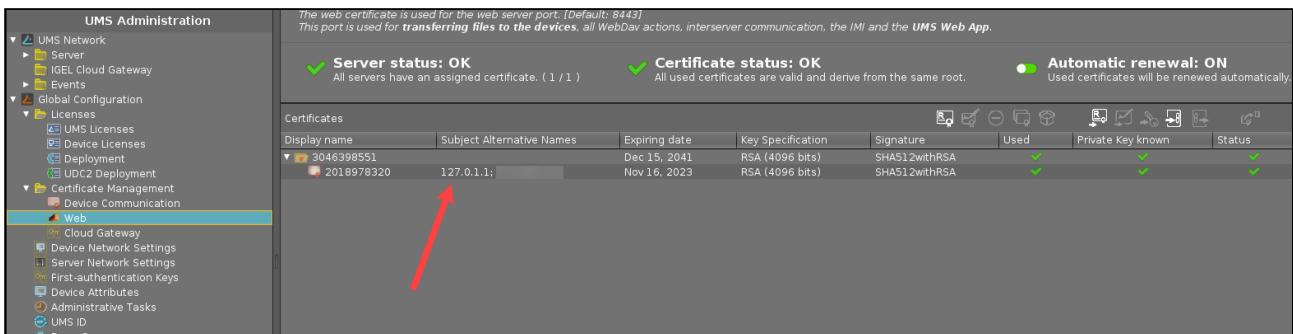 UMS Administration
UMS Network
Server
IGEL Cloud Gateway
Events
Global Configuration
Licenses
UMS Licenses
Device Licenses
Deployment
UDC2 Deployment
Certificate Management
Device Communication
Web
Cloud Gateway
Device Network Settings
Server Network Settings
First-authentication Keys
Device Attributes
Administrative Tasks
UMS ID
The web certificate is used for the web server port. [Default: 8443]
This port is used for transferring files to the devices, all WebDav actions, interserver communication, the IMI and the UMS Web App.
Server status: OK
All servers have an assigned certificate. ( 1 / 1 )
Certificate status: OK
All used certificates are valid and derive from the same root.
Automatic renewal: ON
Used certificates will be renewed automatically.
Certificates
Display name Subject Alternative Names Expiring date Key Specification Signature Used Private Key known Status
3046398551 Dec 15, 2041 RSA (4096 bits) SHA512withRSA
2018978320 127.0.1.1; Nov 16, 2023 RSA (4096 bits) SHA512withRSA